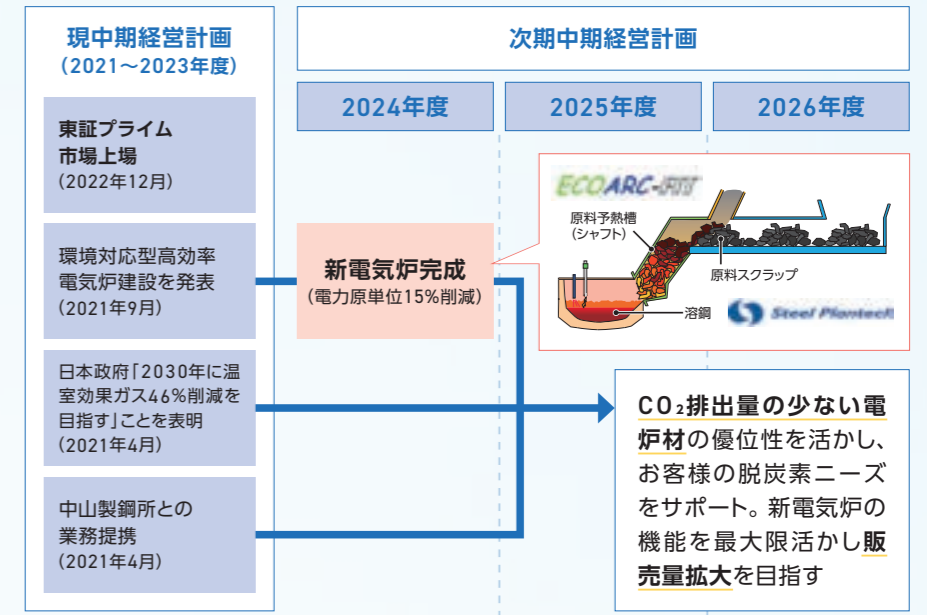 現中期経営計画
（2021～2023年度）
東証プライム
市場上場
（2022年12月）
環境対応型高効率
電気炉建設を発表
（2021年9月）
日本政府「2030年に温
室効果ガス46%削減を
目指す」ことを表明
（2021年4月）
中山製鋼所との
業務提携
（2021年4月）
次期中期経営計画
2024年度
2025年度
2026年度
新電気炉完成
（電力原単位15%削減）
ECOARC-FIT
原料予熱槽
（シャフト）
原料スクラップ
溶鋼
Steel Plantech
CO₂排出量の少ない電
炉材の優位性を活かし、
お客様の脱炭素ニーズ
をサポート。新電気炉の
機能を最大限活かし販
売量拡大を目指す